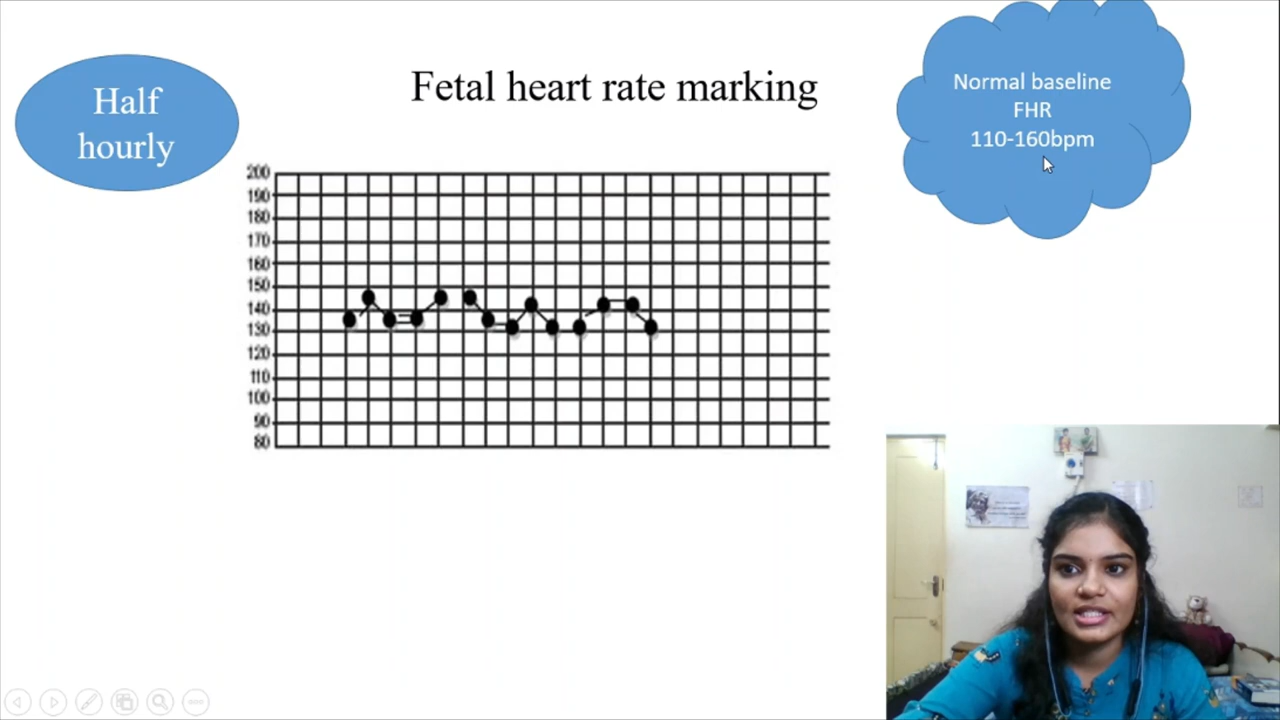 Half
hourly
Fetal heart rate marking
Normal baseline
FHR
110-160bpm
200
190
180
170
160
150
140
130
120
110
100
90
80